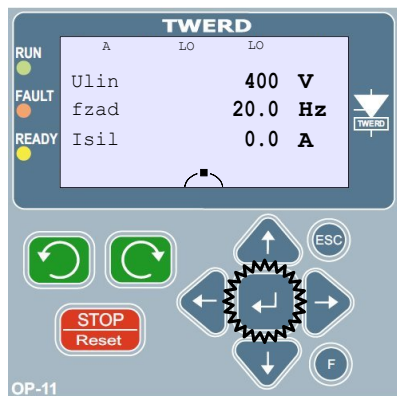 TWERD
RUN
FAULT
READY
A LO LO
Ulin 400 V
fzad 20.0 Hz
Isil 0.0 A
TWERD
ESC
STOP
Reset
F
OP-11